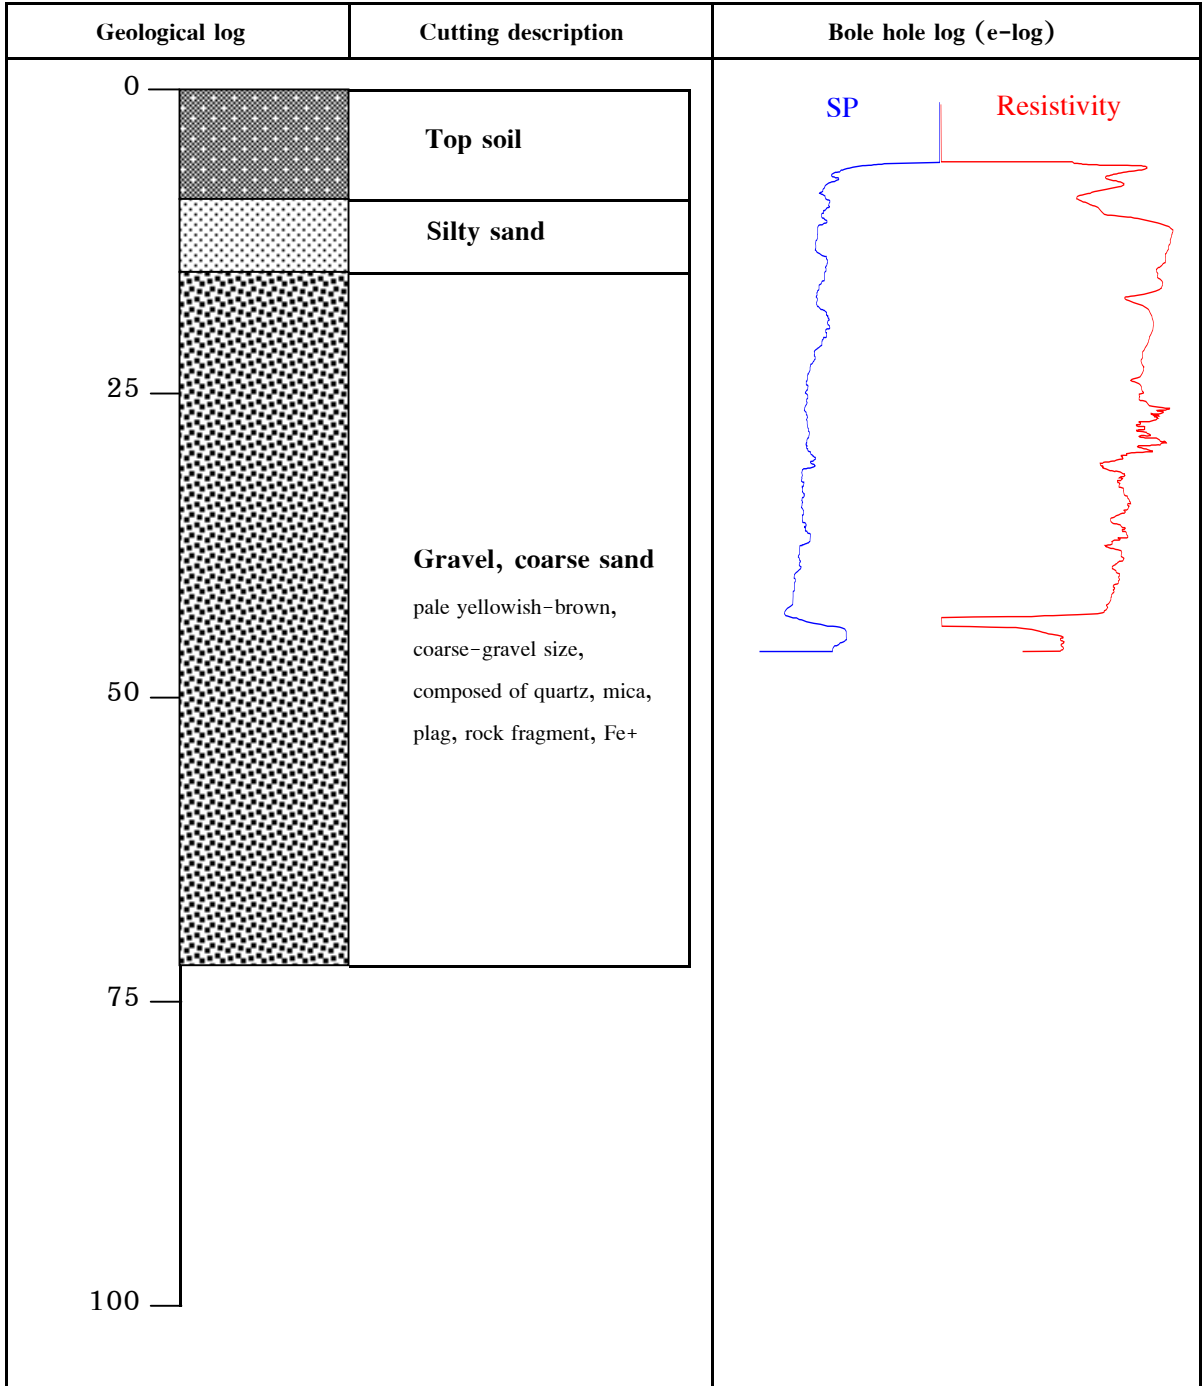 Geological log
Cutting description
Bole hole log (e-log)
0
25
50
75
100
Top soil
Silty sand
Gravel, coarse sand
pale yellowish-brown,
coarse-gravel size,
composed of quartz, mica,
plag, rock fragment, Fe+
SP
Resistivity